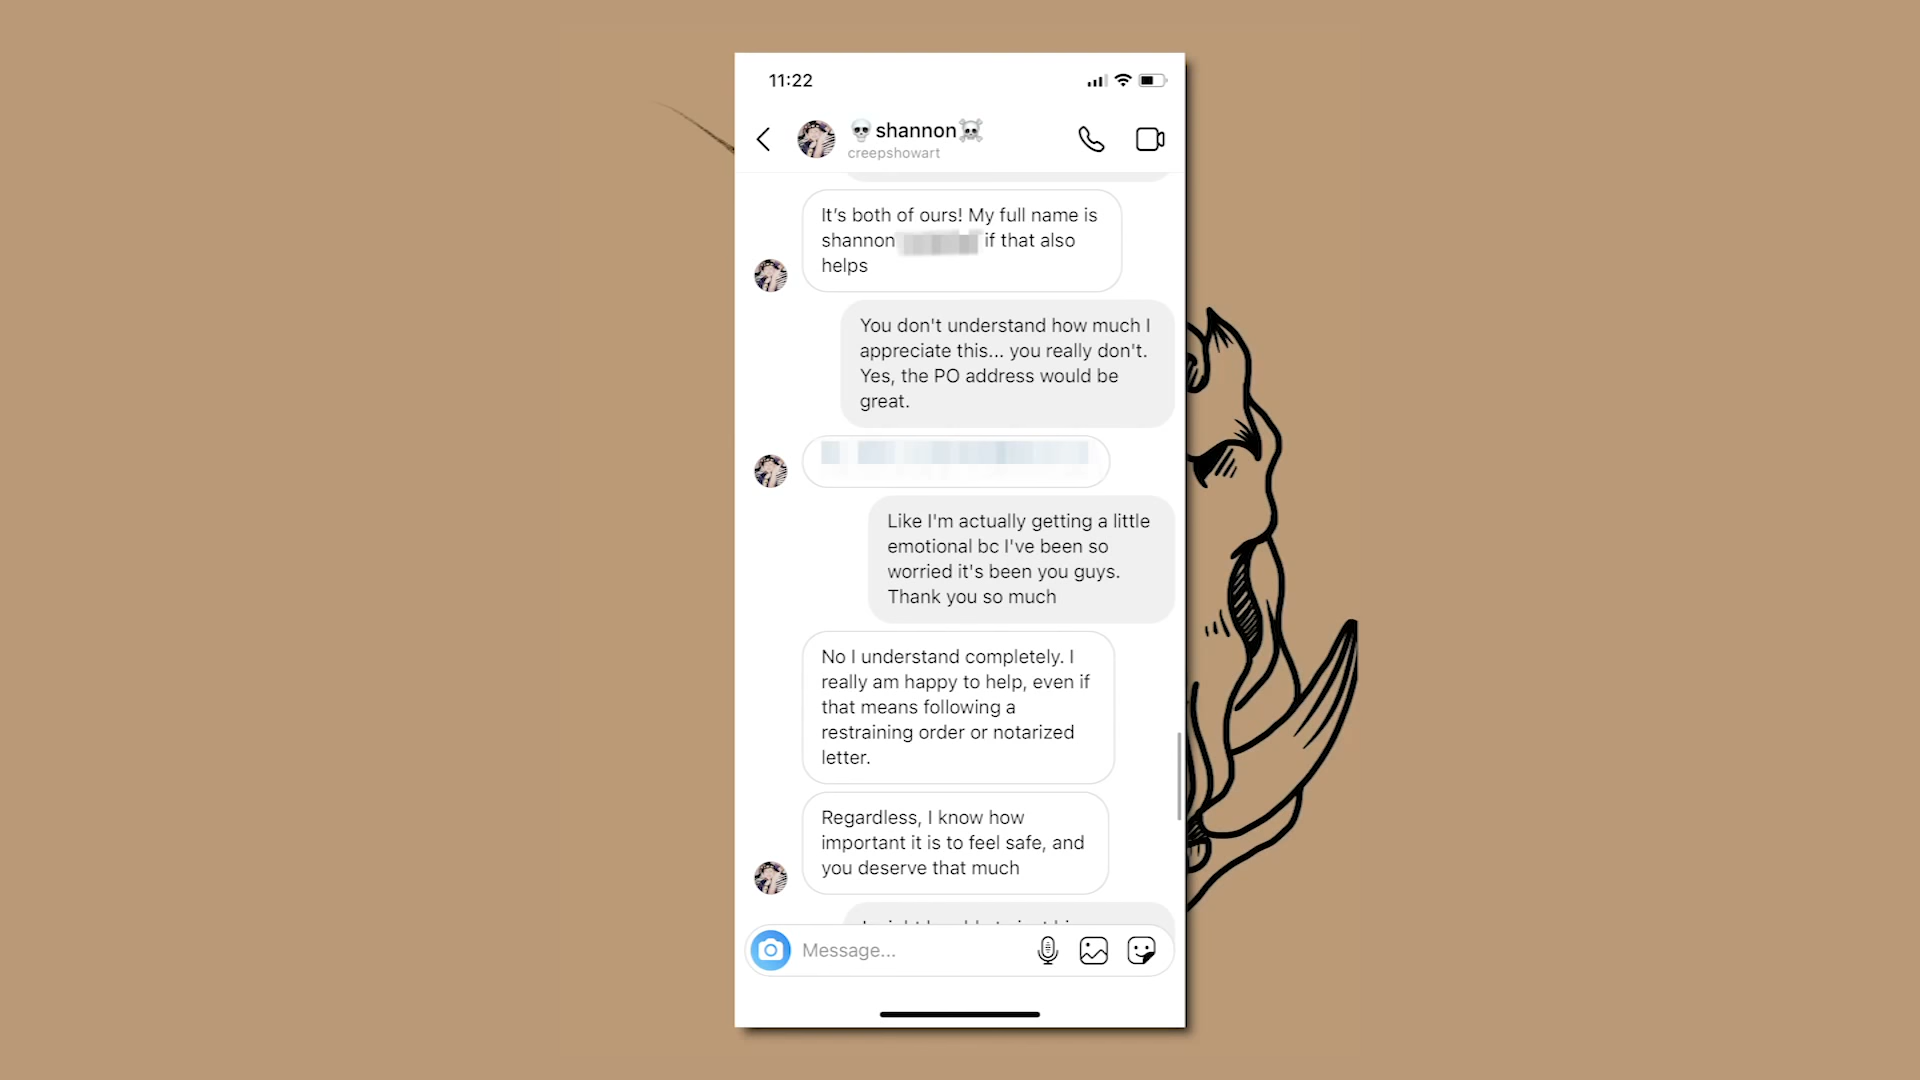 11:22
💀shannon☠️
creepshowart
It's both of ours! My full name is
shannon if that also
helps
You don't understand how much I
appreciate this... you really don't.
Yes, the PO address would be
great.
Like I'm actually getting a little
emotional bc I've been so
worried it's been you guys.
Thank you so much
No I understand completely. I
really am happy to help, even if
that means following a
restraining order or notarized
letter.
Regardless, I know how
important it is to feel safe, and
you deserve that much
Message...